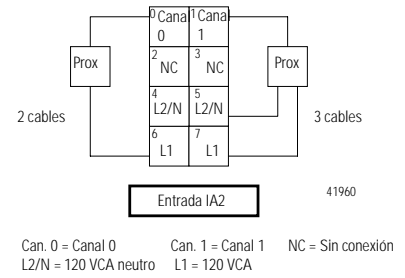 0 Canal 0
1 Canal 1
2 NC
3 NC
Prox
Prox
4 L2/N
5 L2/N
2 cables
3 cables
6 L1
7 L1
Entrada IA2
41960
Can. 0 = Canal 0 Can. 1 = Canal 1 NC = Sin conexión
L2/N = 120 VCA neutro L1 = 120 VCA